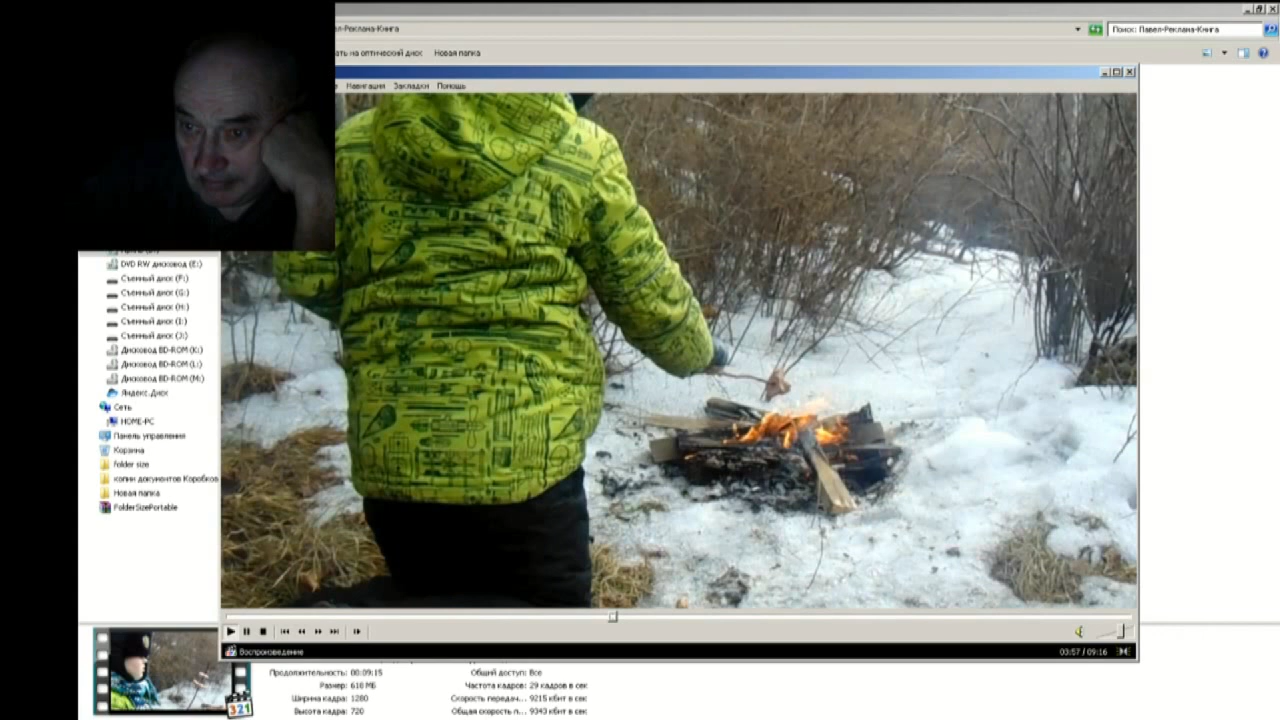 ел-Реклана-Книга
Поиск: Павел-Реклана-Книга
ать на оптический диск Новая папка
Навигация Закладки Помощь
DVD RW дисковод (E:)
Съемный диск (F:)
Съемный диск (G:)
Съемный диск (H:)
Съемный диск (I:)
Съемный диск (J:)
Дисковод BD-ROM (K:)
Дисковод BD-ROM (L:)
Дисковод BD-ROM (M:)
Яндекс.Диск
Сеть
HOME-PC
Панель управления
Корзина
folder size
копии документов Коробков
Новая папка
FolderSizePortable
Воспроизведение
03:57 / 09:16
321
Продолжительность: 00:09:15
Общий доступ: Все
Размер: 618 МБ
Частота кадров: 29 кадров в сек
Ширина кадра: 1280
Скорость передач... 9215 кбит в сек
Высота кадра: 720
Общая скорость п... 9343 кбит в сек